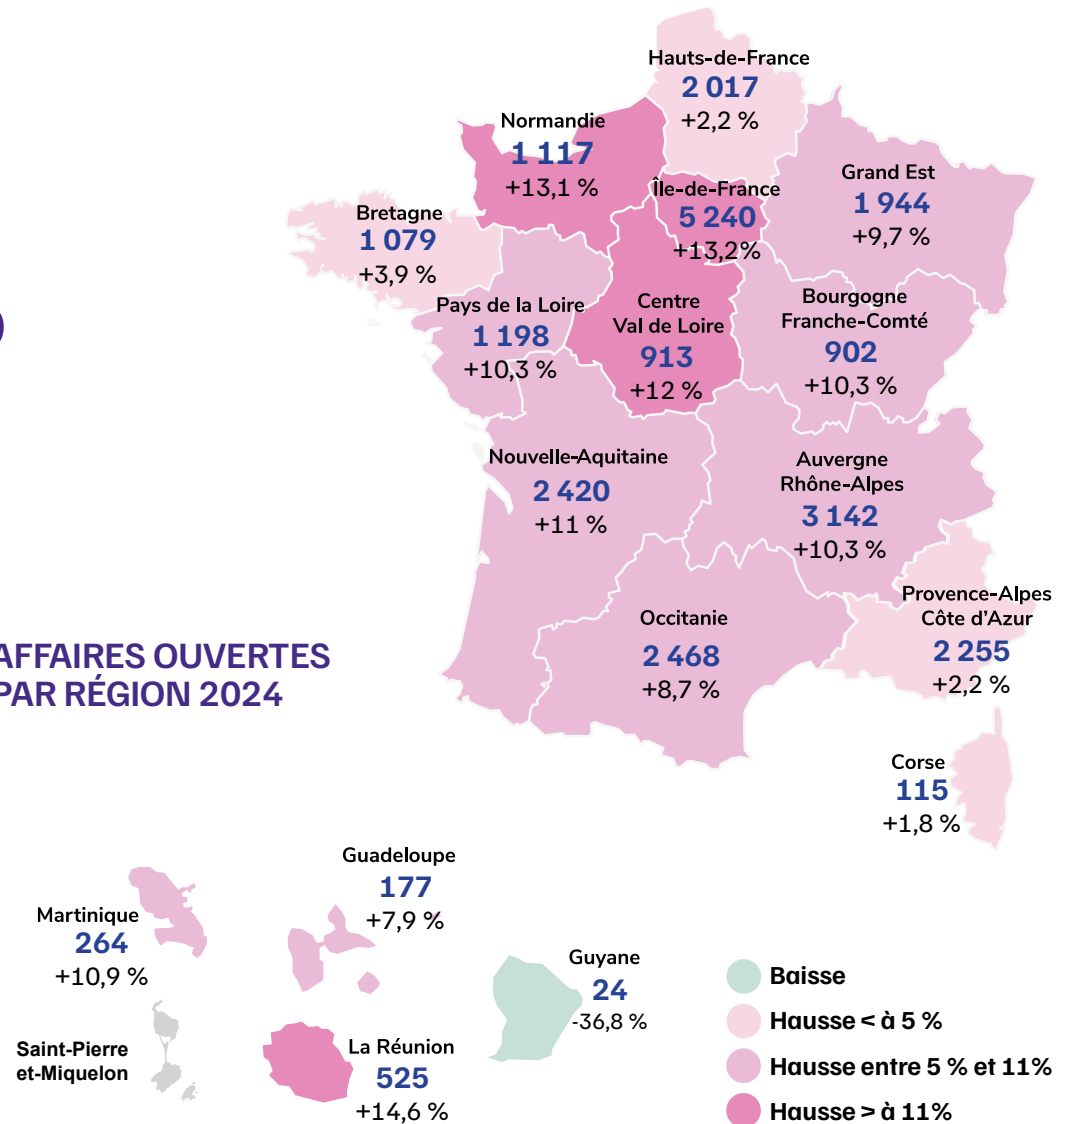 Hauts-de-France
2 017
+2,2 %
Normandie
1 117
+13,1 %
Île-de-France
5 240
+13,2%
Grand Est
1 944
+9,7 %
Bretagne
1 079
+3,9 %
Pays de la Loire
1 198
+10,3 %
Centre
Val de Loire
913
+12 %
Bourgogne
Franche-Comté
902
+10,3 %
Nouvelle-Aquitaine
2 420
+11 %
Auvergne
Rhône-Alpes
3 142
+10,3 %
Provence-Alpes
Côte d'Azur
2 255
+2,2 %
Occitanie
2 468
+8,7 %
AFFAIRES OUVERTES
PAR RÉGION 2024
Corse
115
+1,8 %
Guadeloupe
177
+7,9 %
Martinique
264
+10,9 %
Guyane
24
-36,8 %
Saint-Pierre
et-Miquelon
La Réunion
525
+14,6 %
Baisse
Hausse < à 5 %
Hausse entre 5 % et 11%
Hausse > à 11%